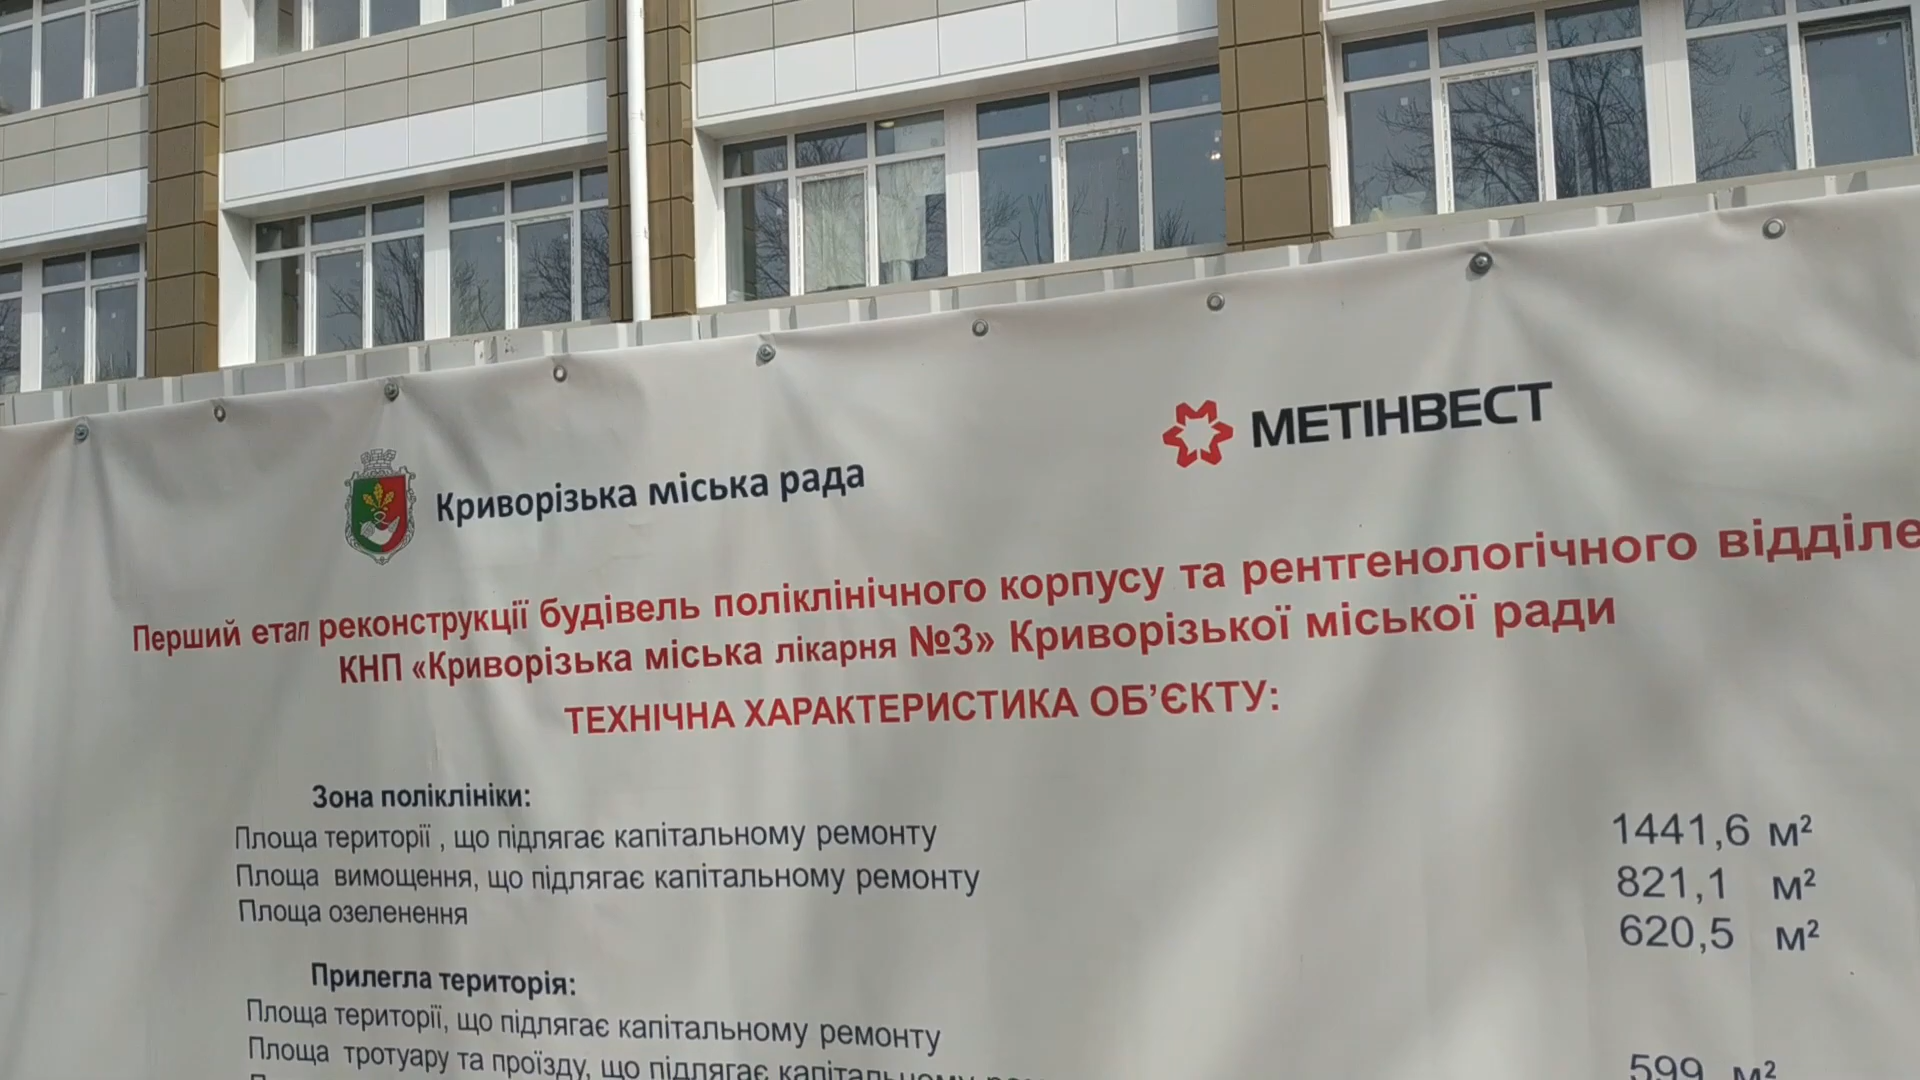 Криворізька міська рада
МЕТІНВЕСТ
Перший етап реконструкції будівель поліклінічного корпусу та рентгенологічного відділе
КНП «Криворізька міська лікарня №3» Криворізької міської ради
ТЕХНІЧНА ХАРАКТЕРИСТИКА ОБ’ЄКТУ:
Зона поліклініки:
Площа території , що підлягає капітальному ремонту 1441,6 м²
Площа вимощення, що підлягає капітальному ремонту 821,1 м²
Площа озеленення 620,5 м²
Прилегла територія:
Площа території, що підлягає капітальному ремонту
Площа тротуару та проїзду, що підлягає капітальному 599 м²